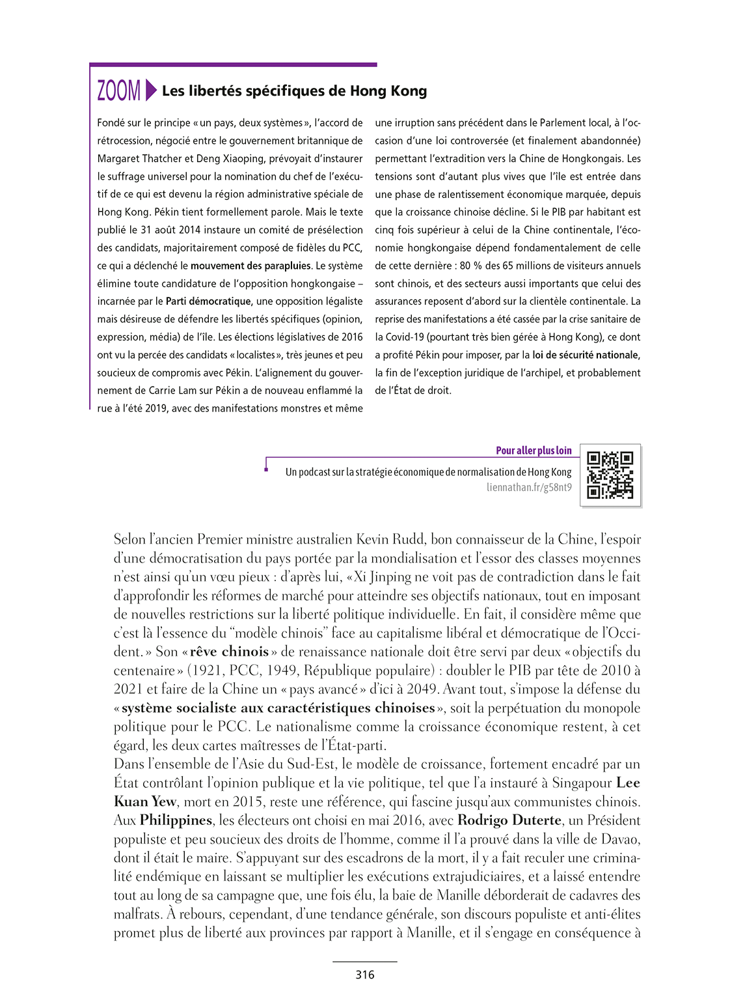 ZOOM Les libertés spécifiques de Hong Kong
Fondé sur le principe « un pays, deux systèmes », l'accord de
rétrocession, négocié entre le gouvernement britannique de
Margaret Thatcher et Deng Xiaoping, prévoyait d'instaurer
le suffrage universel pour la nomination du chef de l'exécu-
tif de ce qui est devenu la région administrative spéciale de
Hong Kong. Pékin tient formellement parole. Mais le texte
publié le 31 août 2014 instaure un comité de présélection
des candidats, majoritairement composé de fidèles du PCC,
ce qui a déclenché le mouvement des parapluies. Le système
élimine toute candidature de l'opposition hongkongaise –
incarnée par le Parti démocratique, une opposition légaliste
mais désireuse de défendre les libertés spécifiques (opinion,
expression, média) de l'île. Les élections législatives de 2016
ont vu la percée des candidats « localistes », très jeunes et peu
soucieux de compromis avec Pékin. L'alignement du gouver-
nement de Carrie Lam sur Pékin a de nouveau enflammé la
rue à l'été 2019, avec des manifestations monstres et même
une irruption sans précédent dans le Parlement local, à l'oc-
casion d'une loi controversée (et finalement abandonnée)
permettant l'extradition vers la Chine de Hongkongais. Les
tensions sont d'autant plus vives que l'île est entrée dans
une phase de ralentissement économique marquée, depuis
que la croissance chinoise décline. Si le PIB par habitant est
cinq fois supérieur à celui de la Chine continentale, l'éco-
nomie hongkongaise dépend fondamentalement de celle
de cette dernière : 80 % des 65 millions de visiteurs annuels
sont chinois, et des secteurs aussi importants que celui des
assurances reposent d'abord sur la clientèle continentale. La
reprise des manifestations a été cassée par la crise sanitaire de
la Covid-19 (pourtant très bien gérée à Hong Kong), ce dont
a profité Pékin pour imposer, par la loi de sécurité nationale,
la fin de l'exception juridique de l'archipel, et probablement
de l'État de droit.
Pour aller plus loin
Un podcast sur la stratégie économique de normalisation de Hong Kong
liennathan.fr/g58nt9
Selon l'ancien Premier ministre australien Kevin Rudd, bon connaisseur de la Chine, l'espoir
d'une démocratisation du pays portée par la mondialisation et l'essor des classes moyennes
n'est ainsi qu'un vœu pieux : d'après lui, « Xi Jinping ne voit pas de contradiction dans le fait
d'approfondir les réformes de marché pour atteindre ses objectifs nationaux, tout en imposant
de nouvelles restrictions sur la liberté politique individuelle. En fait, il considère même que
c'est là l'essence du “modèle chinois” face au capitalisme libéral et démocratique de l'Occi-
dent. » Son « rêve chinois » de renaissance nationale doit être servi par deux « objectifs du
centenaire » (1921, PCC, 1949, République populaire) : doubler le PIB par tête de 2010 à
2021 et faire de la Chine un « pays avancé » d'ici à 2049. Avant tout, s'impose la défense du
« système socialiste aux caractéristiques chinoises », soit la perpétuation du monopole
politique pour le PCC. Le nationalisme comme la croissance économique restent, à cet
égard, les deux cartes maîtresses de l'État-parti.
Dans l'ensemble de l'Asie du Sud-Est, le modèle de croissance, fortement encadré par un
État contrôlant l'opinion publique et la vie politique, tel que l'a instauré à Singapour Lee
Kuan Yew, mort en 2015, reste une référence, qui fascine jusqu'aux communistes chinois.
Aux Philippines, les électeurs ont choisi en mai 2016, avec Rodrigo Duterte, un Président
populiste et peu soucieux des droits de l'homme, comme il l'a prouvé dans la ville de Davao,
dont il était le maire. S'appuyant sur des escadrons de la mort, il y a fait reculer une crimina-
lité endémique en laissant se multiplier les exécutions extrajudiciaires, et a laissé entendre
tout au long de sa campagne que, une fois élu, la baie de Manille déborderait de cadavres des
malfrats. À rebours, cependant, d'une tendance générale, son discours populiste et anti-élites
promet plus de liberté aux provinces par rapport à Manille, et il s'engage en conséquence à
316